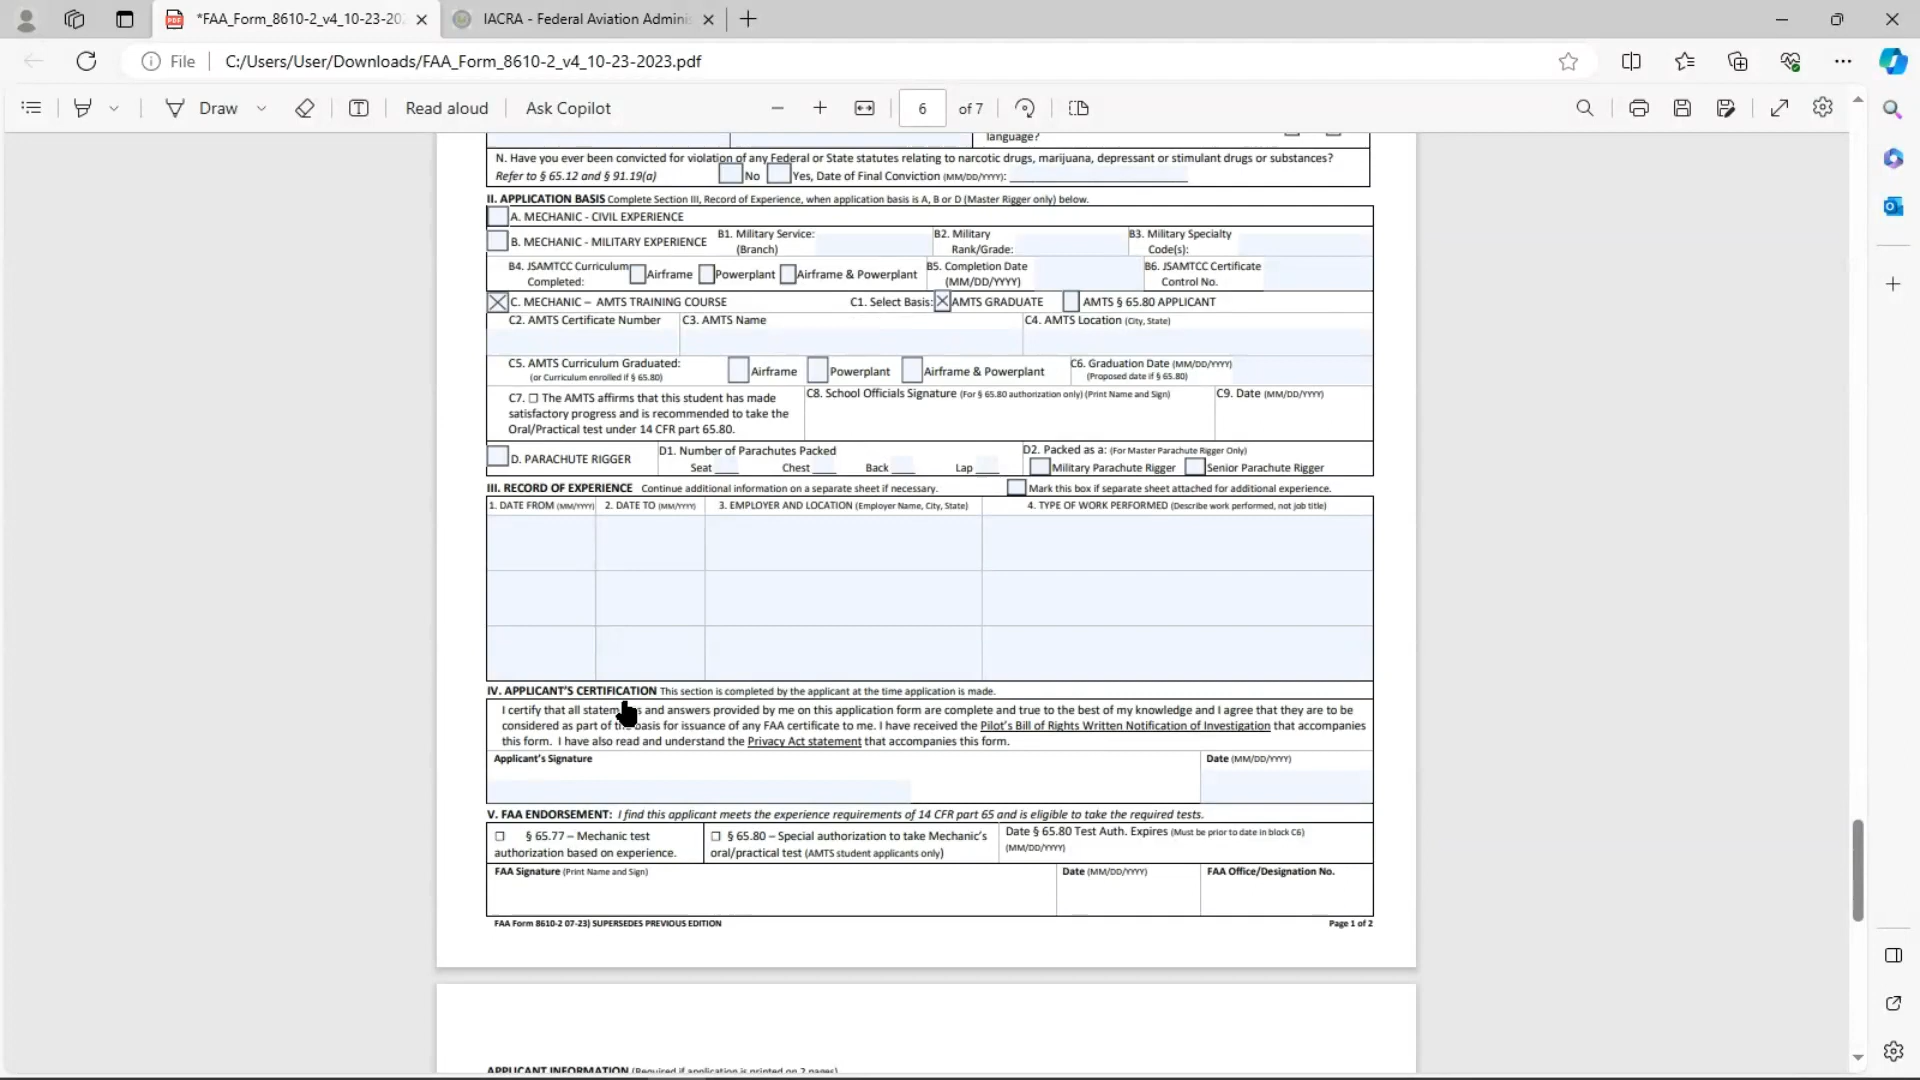 *FAA_Form_8610-2_v4_10-23-20
IACRA - Federal Aviation Adminis
File
C:/Users/User/Downloads/FAA_Form_8610-2_v4_10-23-2023.pdf
Draw
Read aloud
Ask Copilot
6 of 7
language?
N. Have you ever been convicted for violation of any Federal or State statutes relating to narcotic drugs, marijuana, depressant or stimulant drugs or substances?
Refer to § 65.12 and § 91.19(a) No Yes, Date of Final Conviction (MM/DD/YYYY):
II. APPLICATION BASIS Complete Section III, Record of Experience, when application basis is A, B or D (Master Rigger only) below.
A. MECHANIC - CIVIL EXPERIENCE
B. MECHANIC - MILITARY EXPERIENCE
B1. Military Service:
(Branch)
B2. Military
Rank/Grade:
B3. Military Specialty
Code(s):
B4. JSAMTCC Curriculum
Completed:
Airframe Powerplant Airframe & Powerplant
B5. Completion Date
(MM/DD/YYYY)
B6. JSAMTCC Certificate
Control No.
C. MECHANIC – AMTS TRAINING COURSE C1. Select Basis: AMTS GRADUATE AMTS § 65.80 APPLICANT
C2. AMTS Certificate Number C3. AMTS Name C4. AMTS Location (City, State)
C5. AMTS Curriculum Graduated:
(or Curriculum enrolled if § 65.80)
Airframe Powerplant Airframe & Powerplant
C6. Graduation Date (MM/DD/YYYY)
(Proposed date if § 65.80)
C7. ☐ The AMTS affirms that this student has made
satisfactory progress and is recommended to take the
Oral/Practical test under 14 CFR part 65.80.
C8. School Officials Signature (For § 65.80 authorization only) (Print Name and Sign)
C9. Date (MM/DD/YYYY)
D. PARACHUTE RIGGER
D1. Number of Parachutes Packed
Seat Chest Back Lap
D2. Packed as a: (For Master Parachute Rigger Only)
Military Parachute Rigger Senior Parachute Rigger
III. RECORD OF EXPERIENCE Continue additional information on a separate sheet if necessary. Mark this box if separate sheet attached for additional experience.
1. DATE FROM (MM/YYYY) 2. DATE TO (MM/YYYY) 3. EMPLOYER AND LOCATION (Employer Name, City, State) 4. TYPE OF WORK PERFORMED (Describe work performed, not job title)
IV. APPLICANT'S CERTIFICATION This section is completed by the applicant at the time application is made.
I certify that all and answers provided by me on this application form are complete and true to the best of my knowledge and I agree that they are to be
considered as part of basis for issuance of any FAA certificate to me. I have received the Pilot's Bill of Rights Written Notification of Investigation that accompanies
this form. I have also read and understand the Privacy Act statement that accompanies this form.
Applicant's Signature Date (MM/DD/YYYY)
V. FAA ENDORSEMENT: I find this applicant meets the experience requirements of 14 CFR part 65 and is eligible to take the required tests.
☐ § 65.77 – Mechanic test
authorization based on experience.
☐ § 65.80 – Special authorization to take Mechanic's
oral/practical test (AMTS student applicants only)
Date § 65.80 Test Auth. Expires (Must be prior to date in block C6)
(MM/DD/YYYY)
FAA Signature (Print Name and Sign) Date (MM/DD/YYYY) FAA Office/Designation No.
FAA Form 8610-2 07-23) SUPERSEDES PREVIOUS EDITION Page 1 of 2
APPLICANT INFORMATION (Required if application is printed on 2 pages)